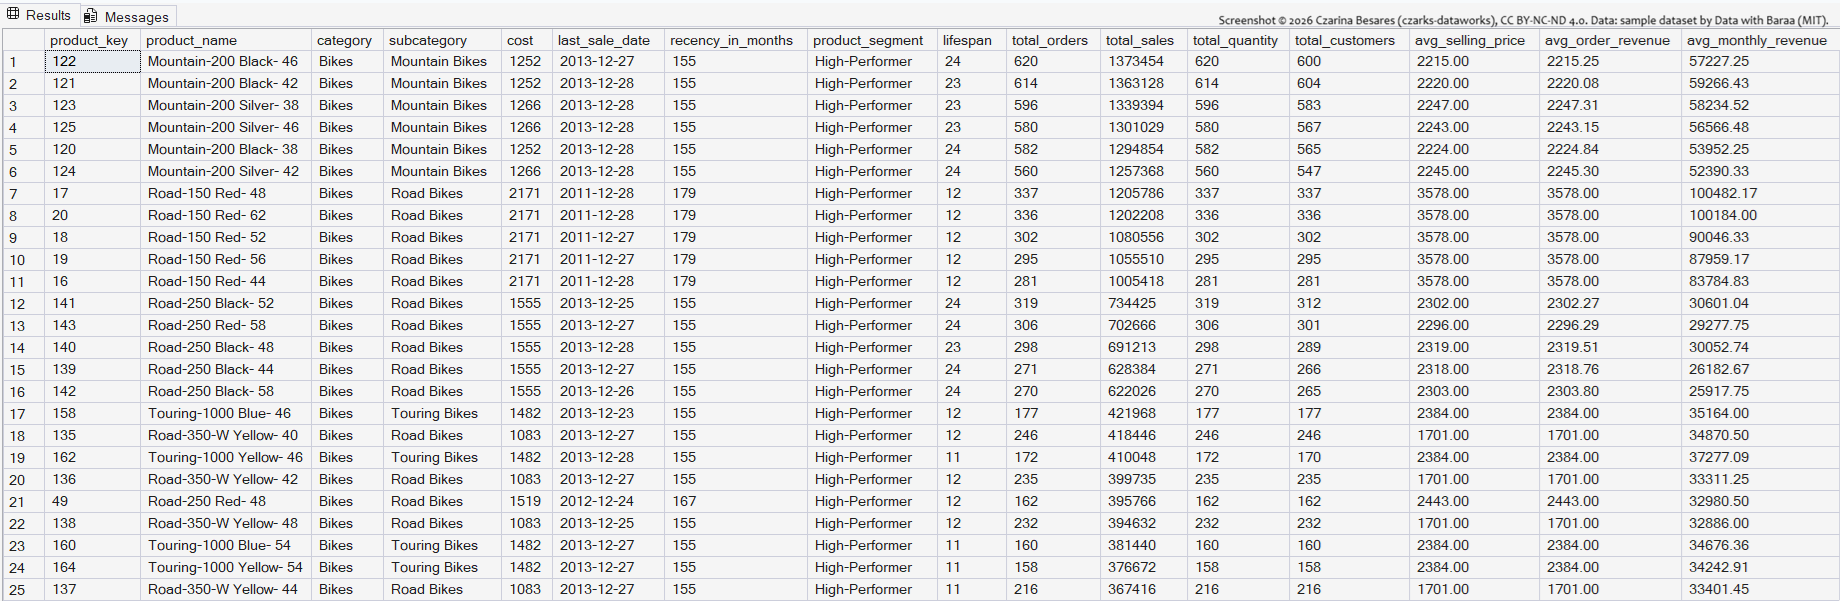 Results Messages
Screenshot © 2026 Czarina Besares (czarks-dataworks), CC BY-NC-ND 4.0. Data: sample dataset by Data with Baraa (MIT).
product_key product_name category subcategory cost last_sale_date recency_in_months product_segment lifespan total_orders total_sales total_quantity total_customers avg_selling_price avg_order_revenue avg_monthly_revenue
1 122 Mountain-200 Black- 46 Bikes Mountain Bikes 1252 2013-12-27 155 High-Performer 24 620 1373454 620 600 2215.00 2215.25 57227.25
2 121 Mountain-200 Black- 42 Bikes Mountain Bikes 1252 2013-12-28 155 High-Performer 23 614 1363128 614 604 2220.00 2220.08 59266.43
3 123 Mountain-200 Silver- 38 Bikes Mountain Bikes 1266 2013-12-28 155 High-Performer 23 596 1339394 596 583 2247.00 2247.31 58234.52
4 125 Mountain-200 Silver- 46 Bikes Mountain Bikes 1266 2013-12-28 155 High-Performer 23 580 1301029 580 567 2243.00 2243.15 56566.48
5 120 Mountain-200 Black- 38 Bikes Mountain Bikes 1252 2013-12-28 155 High-Performer 24 582 1294854 582 565 2224.00 2224.84 53952.25
6 124 Mountain-200 Silver- 42 Bikes Mountain Bikes 1266 2013-12-28 155 High-Performer 24 560 1257368 560 547 2245.00 2245.30 52390.33
7 17 Road-150 Red- 48 Bikes Road Bikes 2171 2011-12-28 179 High-Performer 12 337 1205786 337 337 3578.00 3578.00 100482.17
8 20 Road-150 Red- 62 Bikes Road Bikes 2171 2011-12-28 179 High-Performer 12 336 1202208 336 336 3578.00 3578.00 100184.00
9 18 Road-150 Red- 52 Bikes Road Bikes 2171 2011-12-27 179 High-Performer 12 302 1080556 302 302 3578.00 3578.00 90046.33
10 19 Road-150 Red- 56 Bikes Road Bikes 2171 2011-12-27 179 High-Performer 12 295 1055510 295 295 3578.00 3578.00 87959.17
11 16 Road-150 Red- 44 Bikes Road Bikes 2171 2011-12-28 179 High-Performer 12 281 1005418 281 281 3578.00 3578.00 83784.83
12 141 Road-250 Black- 52 Bikes Road Bikes 1555 2013-12-25 155 High-Performer 24 319 734425 319 312 2302.00 2302.27 30601.04
13 143 Road-250 Red- 58 Bikes Road Bikes 1555 2013-12-27 155 High-Performer 24 306 702666 306 301 2296.00 2296.29 29277.75
14 140 Road-250 Black- 48 Bikes Road Bikes 1555 2013-12-28 155 High-Performer 23 298 691213 298 289 2319.00 2319.51 30052.74
15 139 Road-250 Black- 44 Bikes Road Bikes 1555 2013-12-27 155 High-Performer 24 271 628384 271 266 2318.00 2318.76 26182.67
16 142 Road-250 Black- 58 Bikes Road Bikes 1555 2013-12-26 155 High-Performer 24 270 622026 270 265 2303.00 2303.80 25917.75
17 158 Touring-1000 Blue- 46 Bikes Touring Bikes 1482 2013-12-23 155 High-Performer 12 177 421968 177 177 2384.00 2384.00 35164.00
18 135 Road-350-W Yellow- 40 Bikes Road Bikes 1083 2013-12-27 155 High-Performer 12 246 418446 246 246 1701.00 1701.00 34870.50
19 162 Touring-1000 Yellow- 46 Bikes Touring Bikes 1482 2013-12-28 155 High-Performer 11 172 410048 172 170 2384.00 2384.00 37277.09
20 136 Road-350-W Yellow- 42 Bikes Road Bikes 1083 2013-12-27 155 High-Performer 12 235 399735 235 235 1701.00 1701.00 33311.25
21 49 Road-250 Red- 48 Bikes Road Bikes 1519 2012-12-24 167 High-Performer 12 162 395766 162 162 2443.00 2443.00 32980.50
22 138 Road-350-W Yellow- 48 Bikes Road Bikes 1083 2013-12-25 155 High-Performer 12 232 394632 232 232 1701.00 1701.00 32886.00
23 160 Touring-1000 Blue- 54 Bikes Touring Bikes 1482 2013-12-27 155 High-Performer 11 160 381440 160 160 2384.00 2384.00 34676.36
24 164 Touring-1000 Yellow- 54 Bikes Touring Bikes 1482 2013-12-27 155 High-Performer 11 158 376672 158 158 2384.00 2384.00 34242.91
25 137 Road-350-W Yellow- 44 Bikes Road Bikes 1083 2013-12-27 155 High-Performer 11 216 367416 216 216 1701.00 1701.00 33401.45